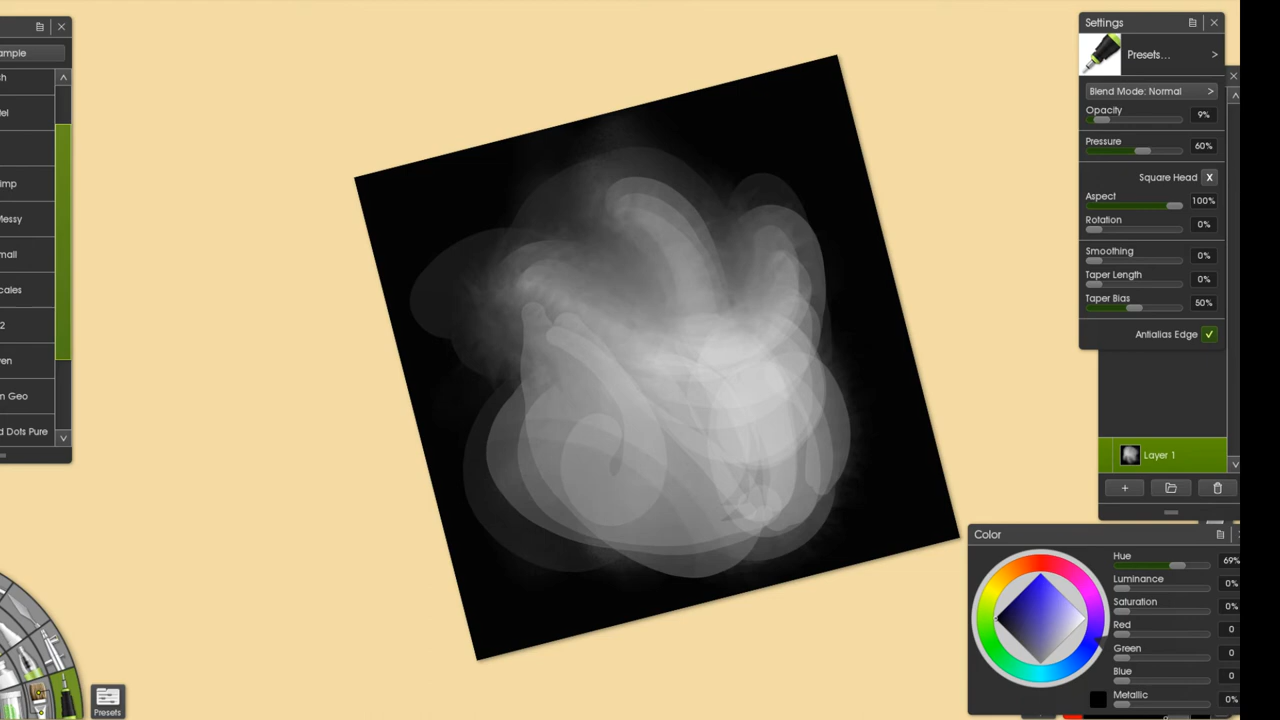 ample
sh
el
imp
Messy
mall
cales
2
en
n Geo
d Dots Pure
Presets
Settings
Presets...
>
Blend Mode: Normal >
Opacity
9%
Pressure
60%
Square Head X
Aspect
100%
Rotation
0%
Smoothing
0%
Taper Length
0%
Taper Bias
50%
Antialias Edge
Layer 1
+
Color
Hue
69%
Luminance
0%
Saturation
0%
Red
0
Green
0
Blue
0
Metallic
0%